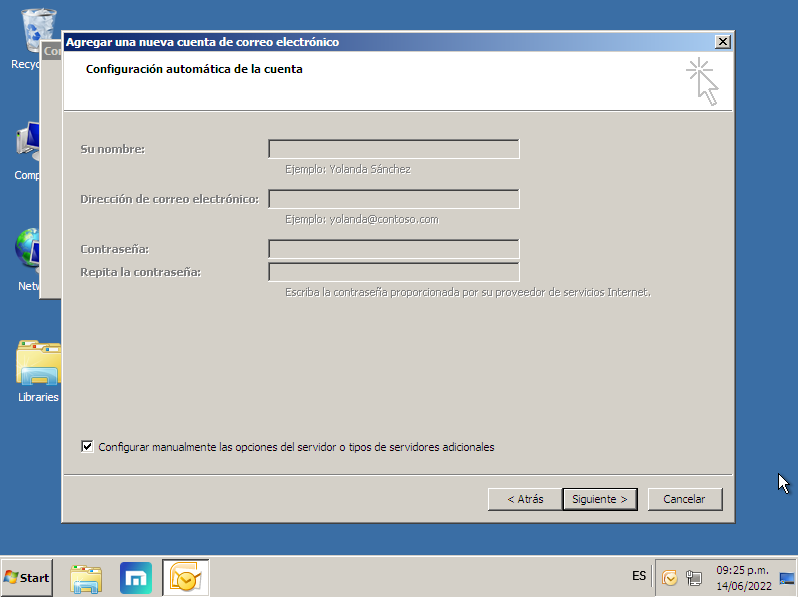 Recyc
Co
Agregar una nueva cuenta de correo electrónico
Configuración automática de la cuenta
Su nombre:
Ejemplo: Yolanda Sánchez
Comp
Dirección de correo electrónico:
Ejemplo: yolanda@contoso.com
Contraseña:
Repita la contraseña:
Netw
Escriba la contraseña proporcionada por su proveedor de servicios Internet.
Libraries
Configurar manualmente las opciones del servidor o tipos de servidores adicionales
< Atrás
Siguiente >
Cancelar
Start
ES
09:25 p.m.
14/06/2022